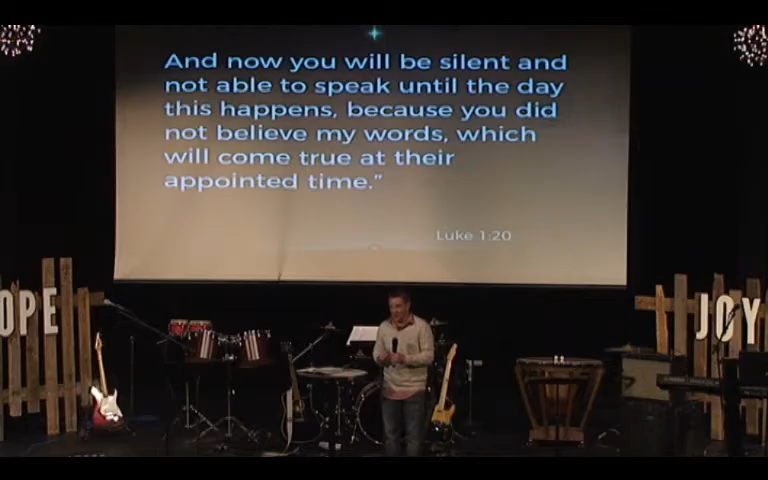 And now you will be silent and
not able to speak until the day
this happens, because you did
not believe my words, which
will come true at their
appointed time.”
Luke 1:20
OPE
JOY